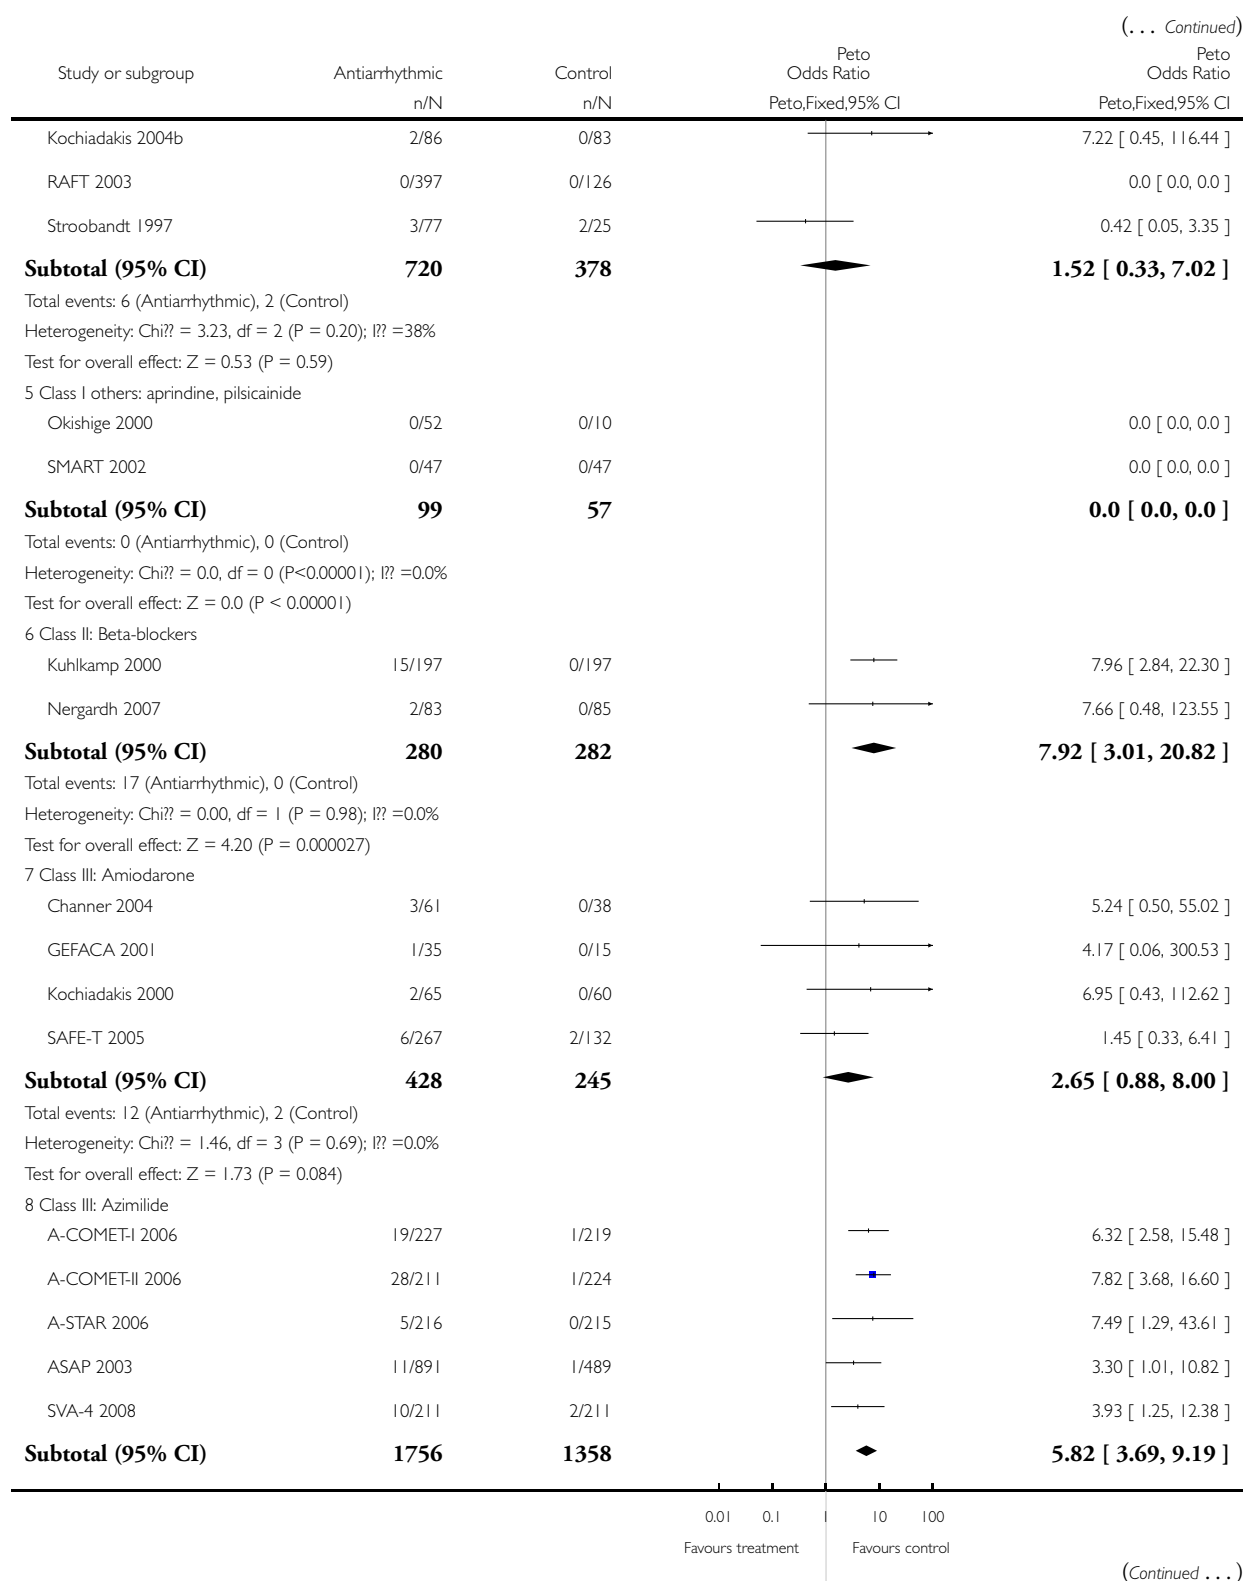 (... Continued)
Study or subgroup Antiarrhythmic Control Peto Odds Ratio Peto Odds Ratio
n/N n/N Peto,Fixed,95% CI Peto,Fixed,95% CI
Kochiadakis 2004b 2/86 0/83 7.22 [ 0.45, 116.44 ]
RAFT 2003 0/397 0/126 0.0 [ 0.0, 0.0 ]
Stroobandt 1997 3/77 2/25 0.42 [ 0.05, 3.35 ]
Subtotal (95% CI) 720 378 1.52 [ 0.33, 7.02 ]
Total events: 6 (Antiarrhythmic), 2 (Control)
Heterogeneity: Chi?? = 3.23, df = 2 (P = 0.20); I?? =38%
Test for overall effect: Z = 0.53 (P = 0.59)
5 Class I others: aprindine, pilsicainide
Okishige 2000 0/52 0/10 0.0 [ 0.0, 0.0 ]
SMART 2002 0/47 0/47 0.0 [ 0.0, 0.0 ]
Subtotal (95% CI) 99 57 0.0 [ 0.0, 0.0 ]
Total events: 0 (Antiarrhythmic), 0 (Control)
Heterogeneity: Chi?? = 0.0, df = 0 (P<0.00001); I?? =0.0%
Test for overall effect: Z = 0.0 (P < 0.00001)
6 Class II: Beta-blockers
Kuhlkamp 2000 15/197 0/197 7.96 [ 2.84, 22.30 ]
Nergardh 2007 2/83 0/85 7.66 [ 0.48, 123.55 ]
Subtotal (95% CI) 280 282 7.92 [ 3.01, 20.82 ]
Total events: 17 (Antiarrhythmic), 0 (Control)
Heterogeneity: Chi?? = 0.00, df = 1 (P = 0.98); I?? =0.0%
Test for overall effect: Z = 4.20 (P = 0.000027)
7 Class III: Amiodarone
Channer 2004 3/61 0/38 5.24 [ 0.50, 55.02 ]
GEFACA 2001 1/35 0/15 4.17 [ 0.06, 300.53 ]
Kochiadakis 2000 2/65 0/60 6.95 [ 0.43, 112.62 ]
SAFE-T 2005 6/267 2/132 1.45 [ 0.33, 6.41 ]
Subtotal (95% CI) 428 245 2.65 [ 0.88, 8.00 ]
Total events: 12 (Antiarrhythmic), 2 (Control)
Heterogeneity: Chi?? = 1.46, df = 3 (P = 0.69); I?? =0.0%
Test for overall effect: Z = 1.73 (P = 0.084)
8 Class III: Azimilide
A-COMET-I 2006 19/227 1/219 6.32 [ 2.58, 15.48 ]
A-COMET-II 2006 28/211 1/224 7.82 [ 3.68, 16.60 ]
A-STAR 2006 5/216 0/215 7.49 [ 1.29, 43.61 ]
ASAP 2003 11/891 1/489 3.30 [ 1.01, 10.82 ]
SVA-4 2008 10/211 2/211 3.93 [ 1.25, 12.38 ]
Subtotal (95% CI) 1756 1358 5.82 [ 3.69, 9.19 ]
0.01 0.1 1 10 100
Favours treatment Favours control
(Continued ...)